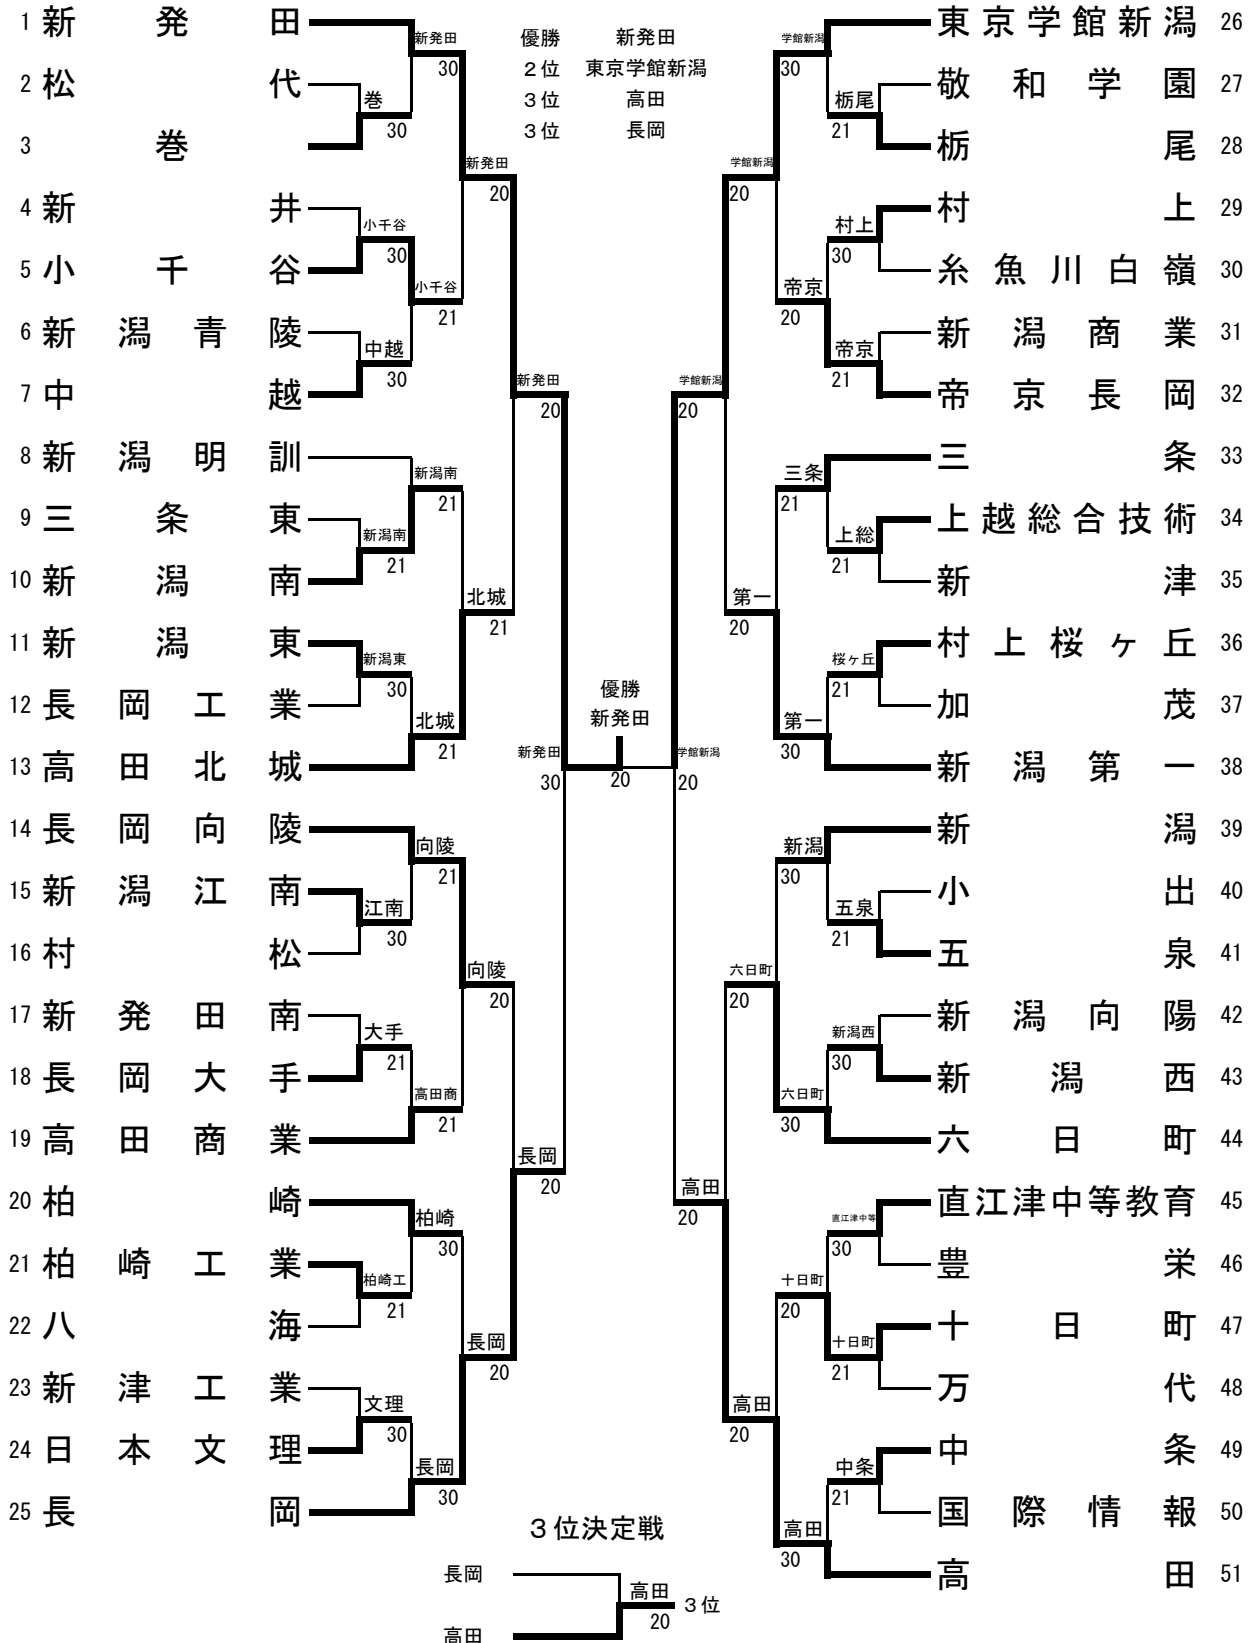 優勝 新発田
2位 東京学館新潟
3位 高田
3位 長岡
1 新発田
2 松代
3 巻
4 新井
5 小千谷
6 新潟青陵
7 中越
8 新潟明訓
9 三条東
10 新潟南
11 新潟東
12 長岡工業
13 高田北城
14 長岡向陵
15 新潟江南
16 村松
17 新発田南
18 長岡大手
19 高田商業
20 柏崎
21 柏崎工業
22 八海
23 新津工業
24 日本文理
25 長岡
巻
30
小千谷
30
中越
30
新潟南
21
新潟東
30
江南
30
大手
21
柏崎工
21
文理
30
新発田
30
小千谷
21
新潟南
21
北城
21
向陵
21
高田商
21
柏崎
30
長岡
30
新発田
20
北城
21
向陵
20
長岡
20
新発田
20
長岡
20
新発田
30
優勝
新発田
20
学館新潟
20
学館新潟
20
高田
20
学館新潟
20
第一
20
六日町
20
高田
20
学館新潟
30
帝京
20
三条
21
第一
30
新潟
30
六日町
30
十日町
20
高田
30
栃尾
21
村上
30
帝京
21
上総
21
桜ヶ丘
21
五泉
21
新潟西
30
直江津中等
30
十日町
21
中条
21
東京学館新潟 26
敬和学園 27
栃尾 28
村上 29
糸魚川白嶺 30
新潟商業 31
帝京長岡 32
三条 33
上越総合技術 34
新津 35
村上桜ヶ丘 36
加茂 37
新潟第一 38
新潟 39
小出 40
五泉 41
新潟向陽 42
新潟西 43
六日町 44
直江津中等教育 45
豊栄 46
十日町 47
万代 48
中条 49
国際情報 50
高田 51
3位決定戦
長岡
高田
高田
20
3位